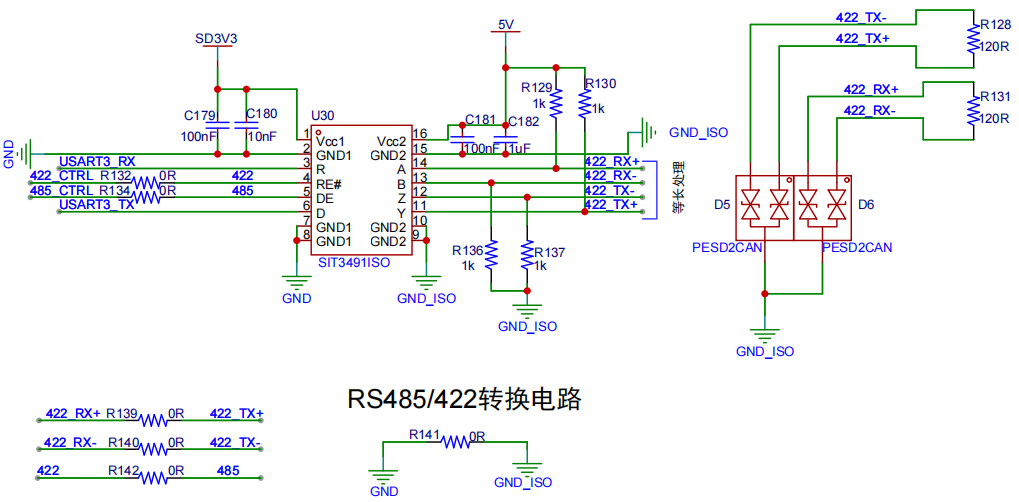 SD3V3
5V
422_TX-
R128
422_TX+
120R
R129
R130
1k
1k
422_RX+
R131
422_RX-
120R
C179
C180
U30
C181
C182
100nF
10nF
100nF
1uF
GND_ISO
GND
1
Vcc1
Vcc2
16
2
GND1
GND2
15
USART3_RX
3
R
A
14
422_RX+
422_CTRL
R132
0R
422
4
RE#
B
13
422_RX-
485_CTRL
R134
0R
485
5
DE
Z
12
422_TX-
USART3_TX
6
D
Y
11
422_TX+
7
GND1
GND2
10
8
GND1
GND2
9
等长处理
SIT3491ISO
D5
D6
PESD2CAN
PESD2CAN
R136
1k
R137
1k
GND
GND_ISO
GND_ISO
GND_ISO
RS485/422转换电路
422_RX+
R139
0R
422_TX+
422_RX-
R140
0R
422_TX-
422
R142
0R
485
R141
0R
GND
GND_ISO